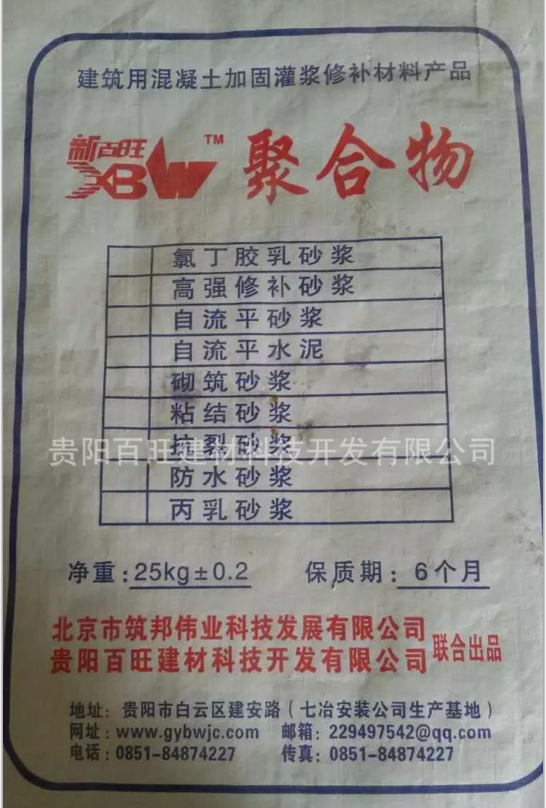 建筑用混凝土加固灌浆修补材料产品
新百旺
XBW™ 聚合物
氯丁胶乳砂浆
高强修补砂浆
自流平砂浆
自流平水泥
砌筑砂浆
粘结砂浆
抗裂砂浆
贵阳百旺建材科技开发有限公司
防水砂浆
丙乳砂浆
净重:25kg±0.2 保质期:6个月
北京市筑邦伟业科技发展有限公司
贵阳百旺建材科技开发有限公司
联合出品
地址:贵阳市白云区建安路(七冶安装公司生产基地)
网址:www.gybwjc.com 邮箱:229497542@qq.com
电话:0851-84874227 传真:0851-84874227